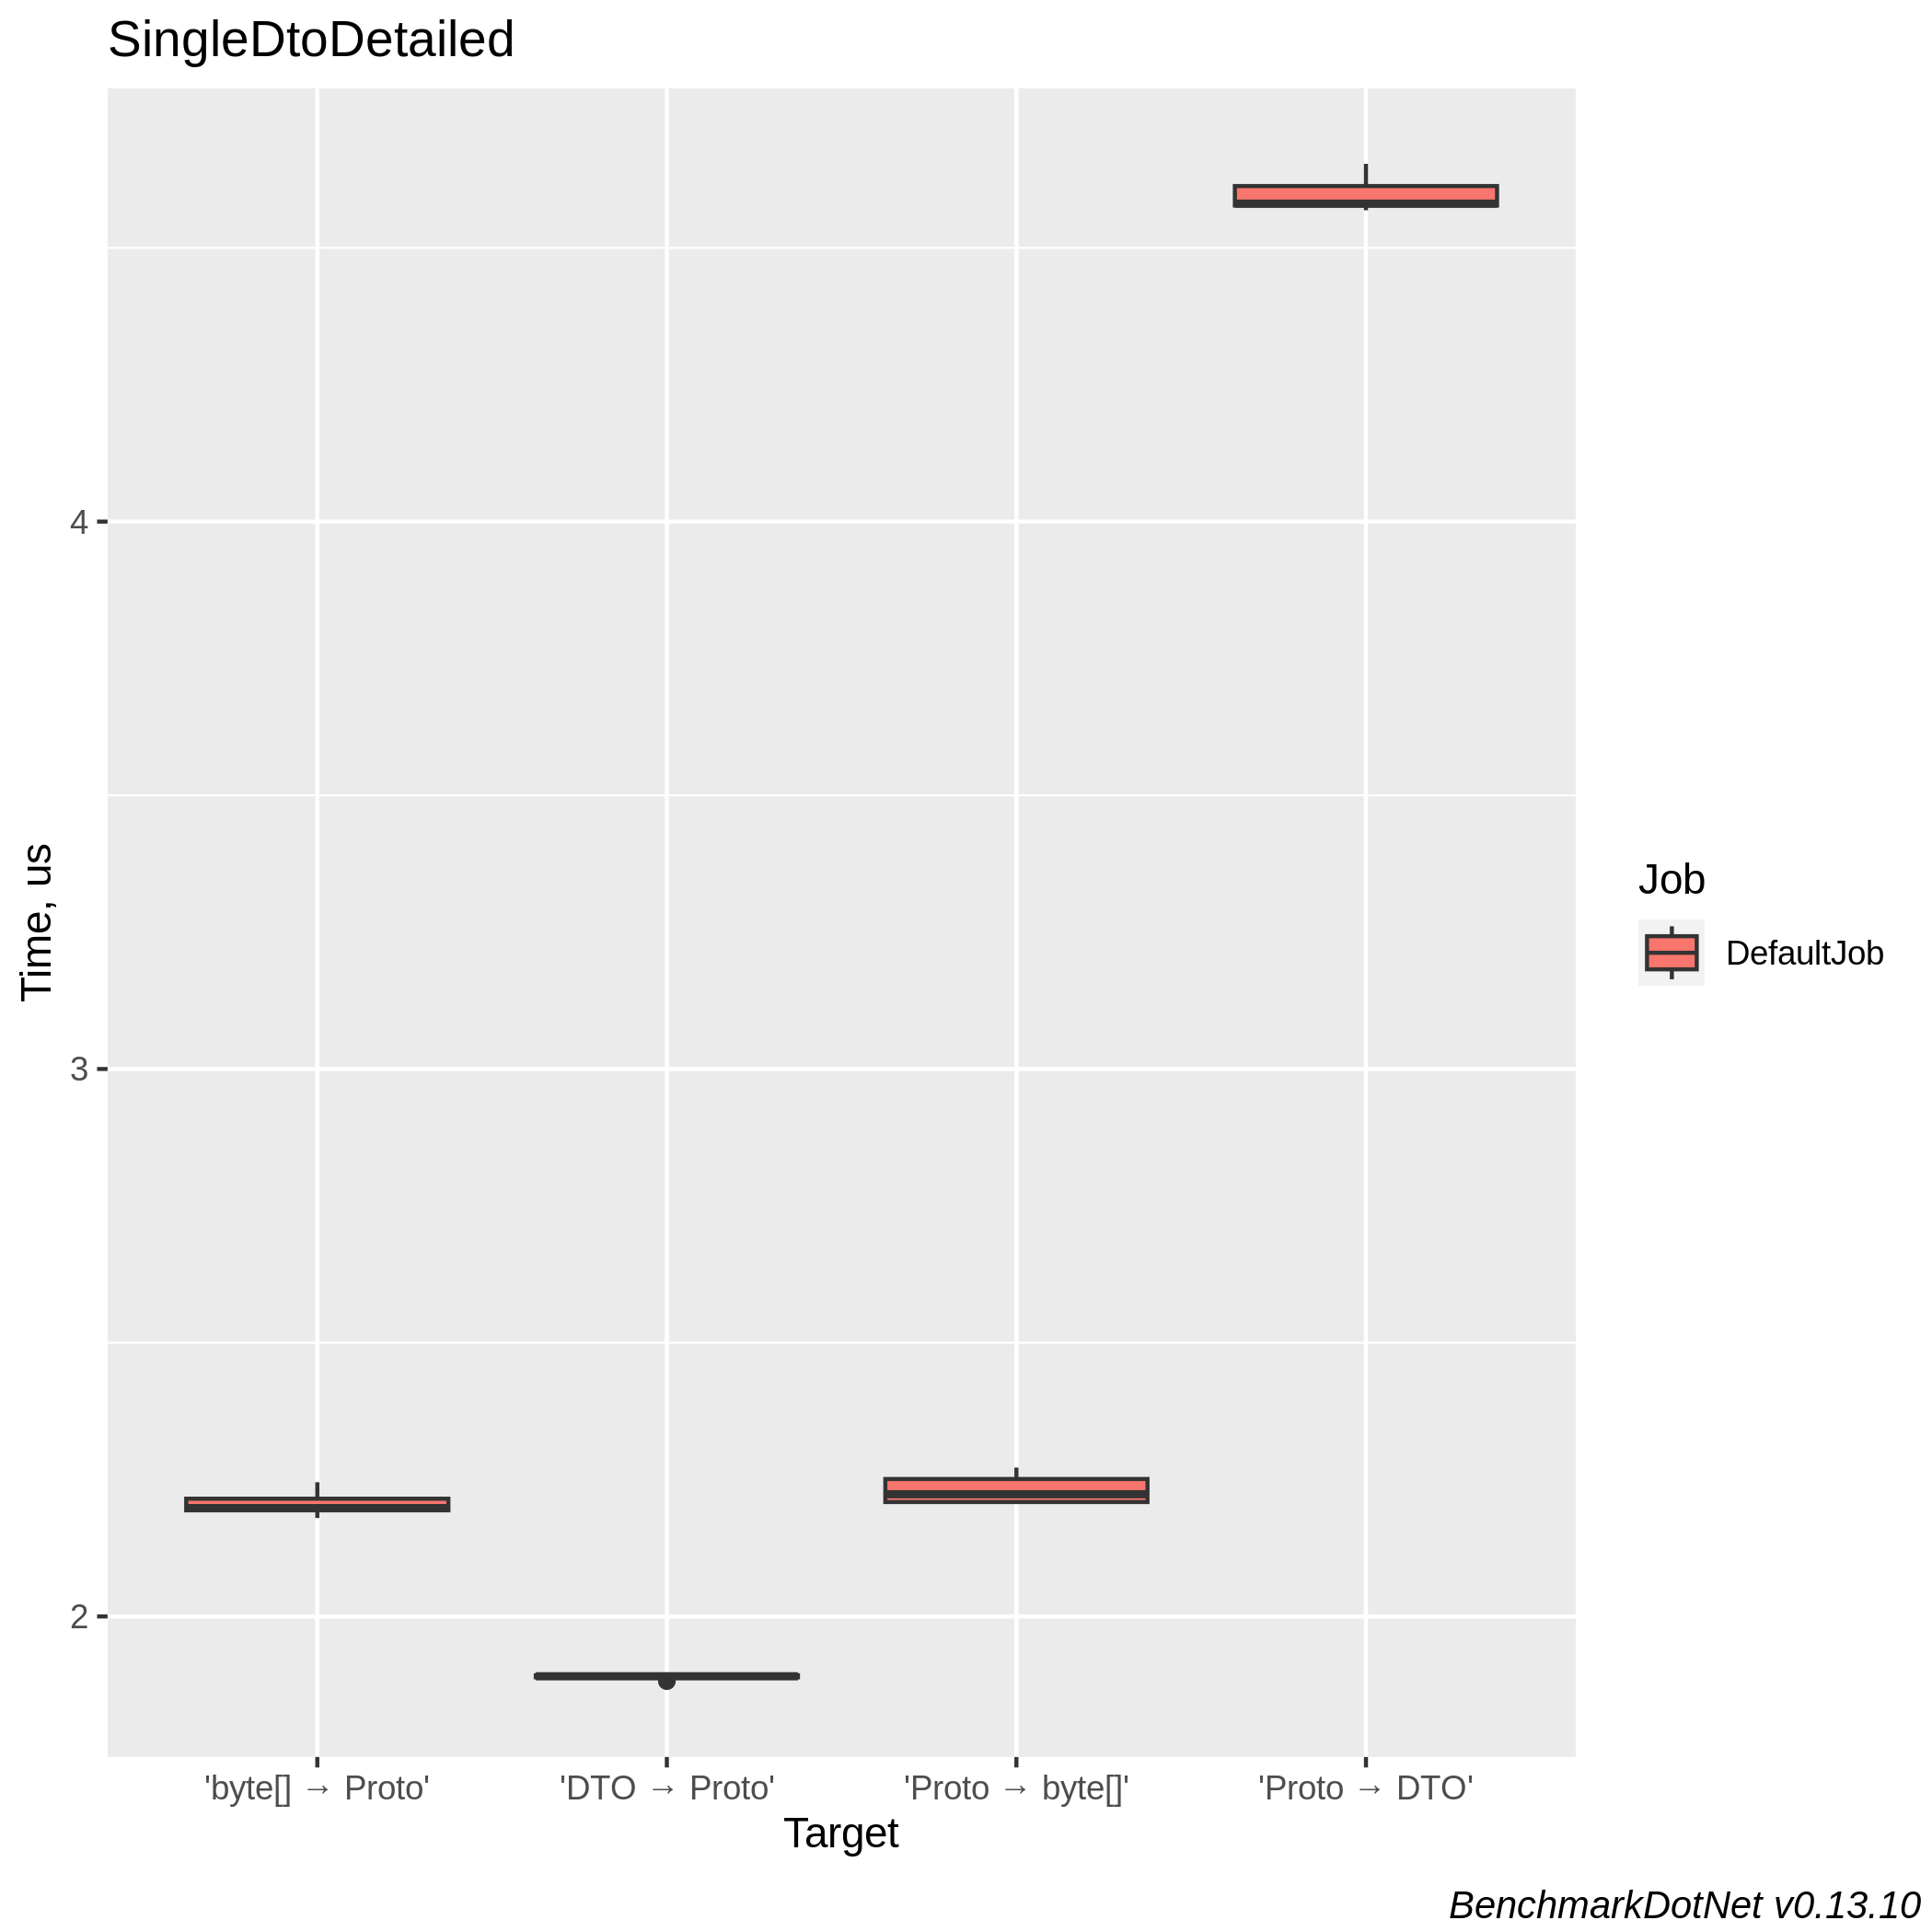 SingleDtoDetailed
Time, us
4
3
2
'byte[] → Proto'
'DTO → Proto'
'Proto → byte[]'
'Proto → DTO'
Target
Job
DefaultJob
BenchmarkDotNet v0.13.10